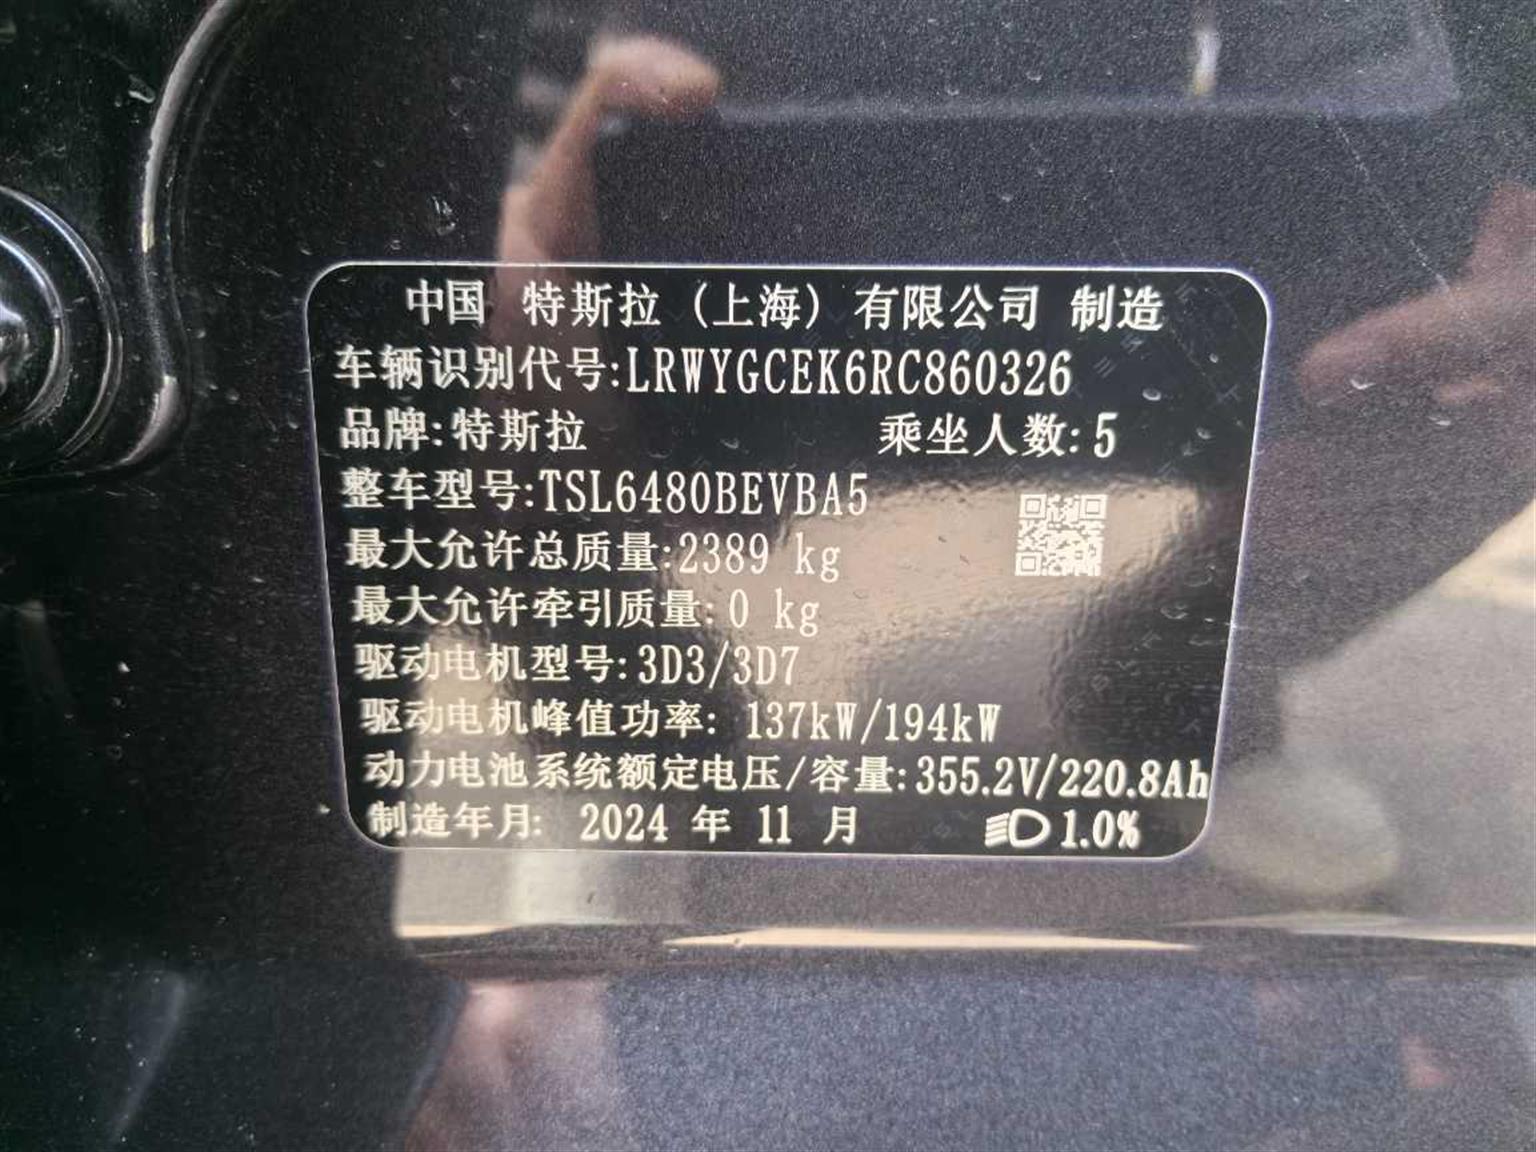 中国 特斯拉（上海）有限公司 制造
车辆识别代号:LRWYGCEK6RC860326
品牌:特斯拉 乘坐人数:5
整车型号:TSL6480BEVBA5
最大允许总质量:2389 kg
最大允许牵引质量: 0 kg
驱动电机型号:3D3/3D7
驱动电机峰值功率: 137kW/194kW
动力电池系统额定电压/容量:355.2V/220.8Ah
制造年月: 2024 年 11 月 1.0%